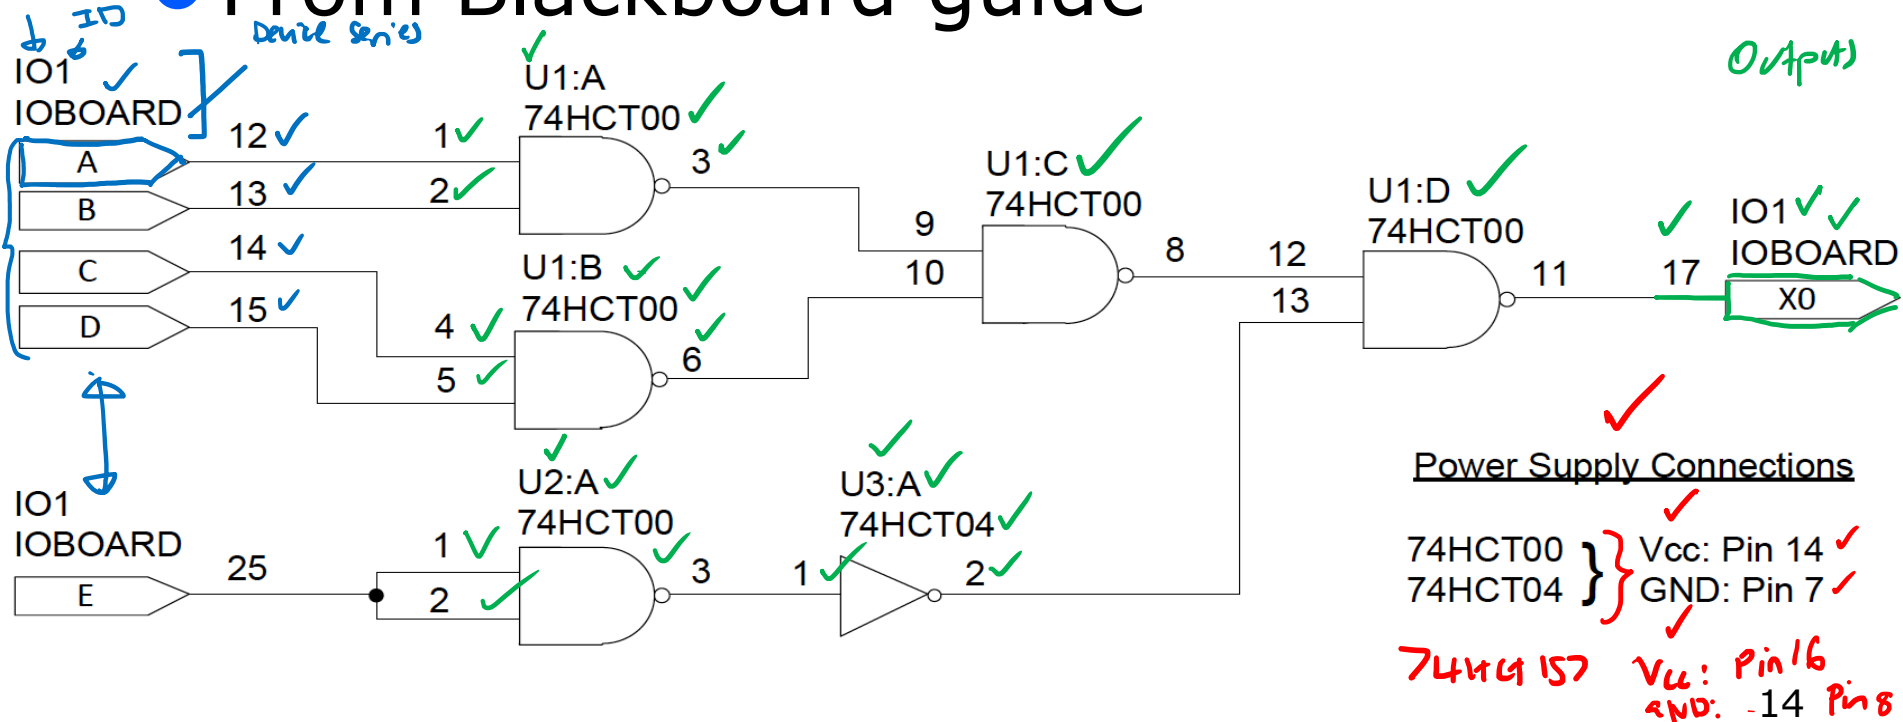 From Blackboard guide
ID
Device Series
Outputs
IO1
IOBOARD
A
B
C
D
12
13
14
15
1
2
U1:A
74HCT00
3
4
5
U1:B
74HCT00
6
9
10
U1:C
74HCT00
8
12
13
U1:D
74HCT00
11
17
IO1
IOBOARD
X0
IO1
IOBOARD
E
25
1
2
U2:A
74HCT00
3
1
U3:A
74HCT04
2
Power Supply Connections
74HCT00 } Vcc: Pin 14
74HCT04 GND: Pin 7
Vcc: Pin 16
GND: Pin 8
14